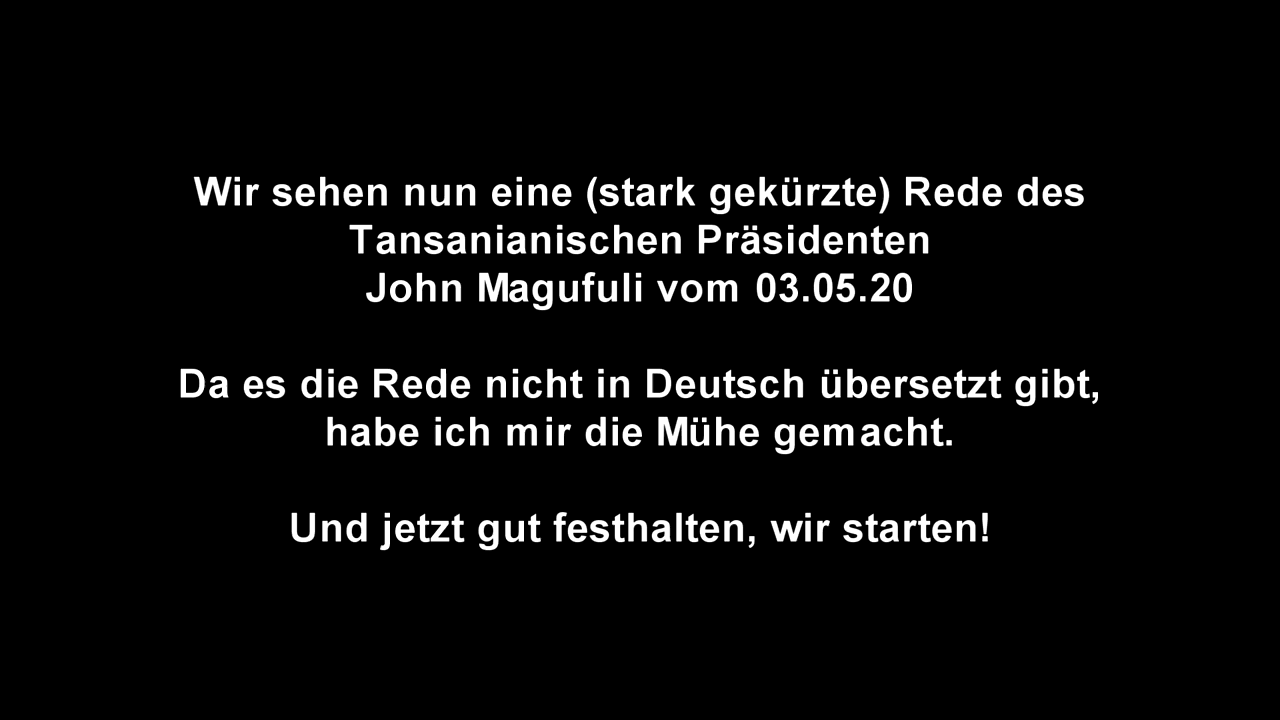 Wir sehen nun eine (stark gekürzte) Rede des
Tansanianischen Präsidenten
John Magufuli vom 03.05.20
Da es die Rede nicht in Deutsch übersetzt gibt,
habe ich mir die Mühe gemacht.
Und jetzt gut festhalten, wir starten!